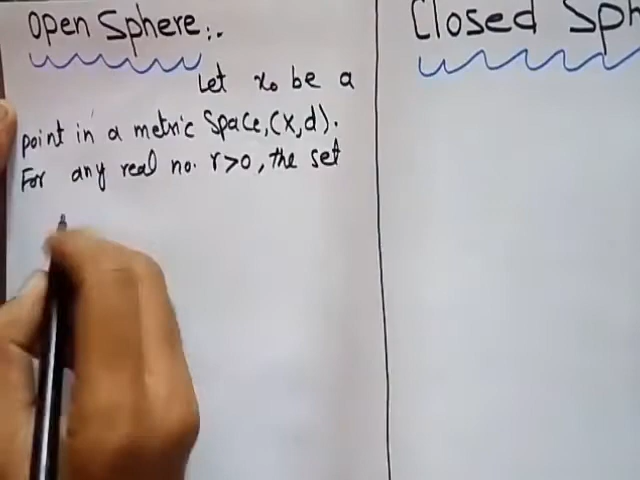 Open Sphere:.
Let x₀ be a
point in a metric Space, (X,d).
For any real no. r>0, the set
Closed Sph